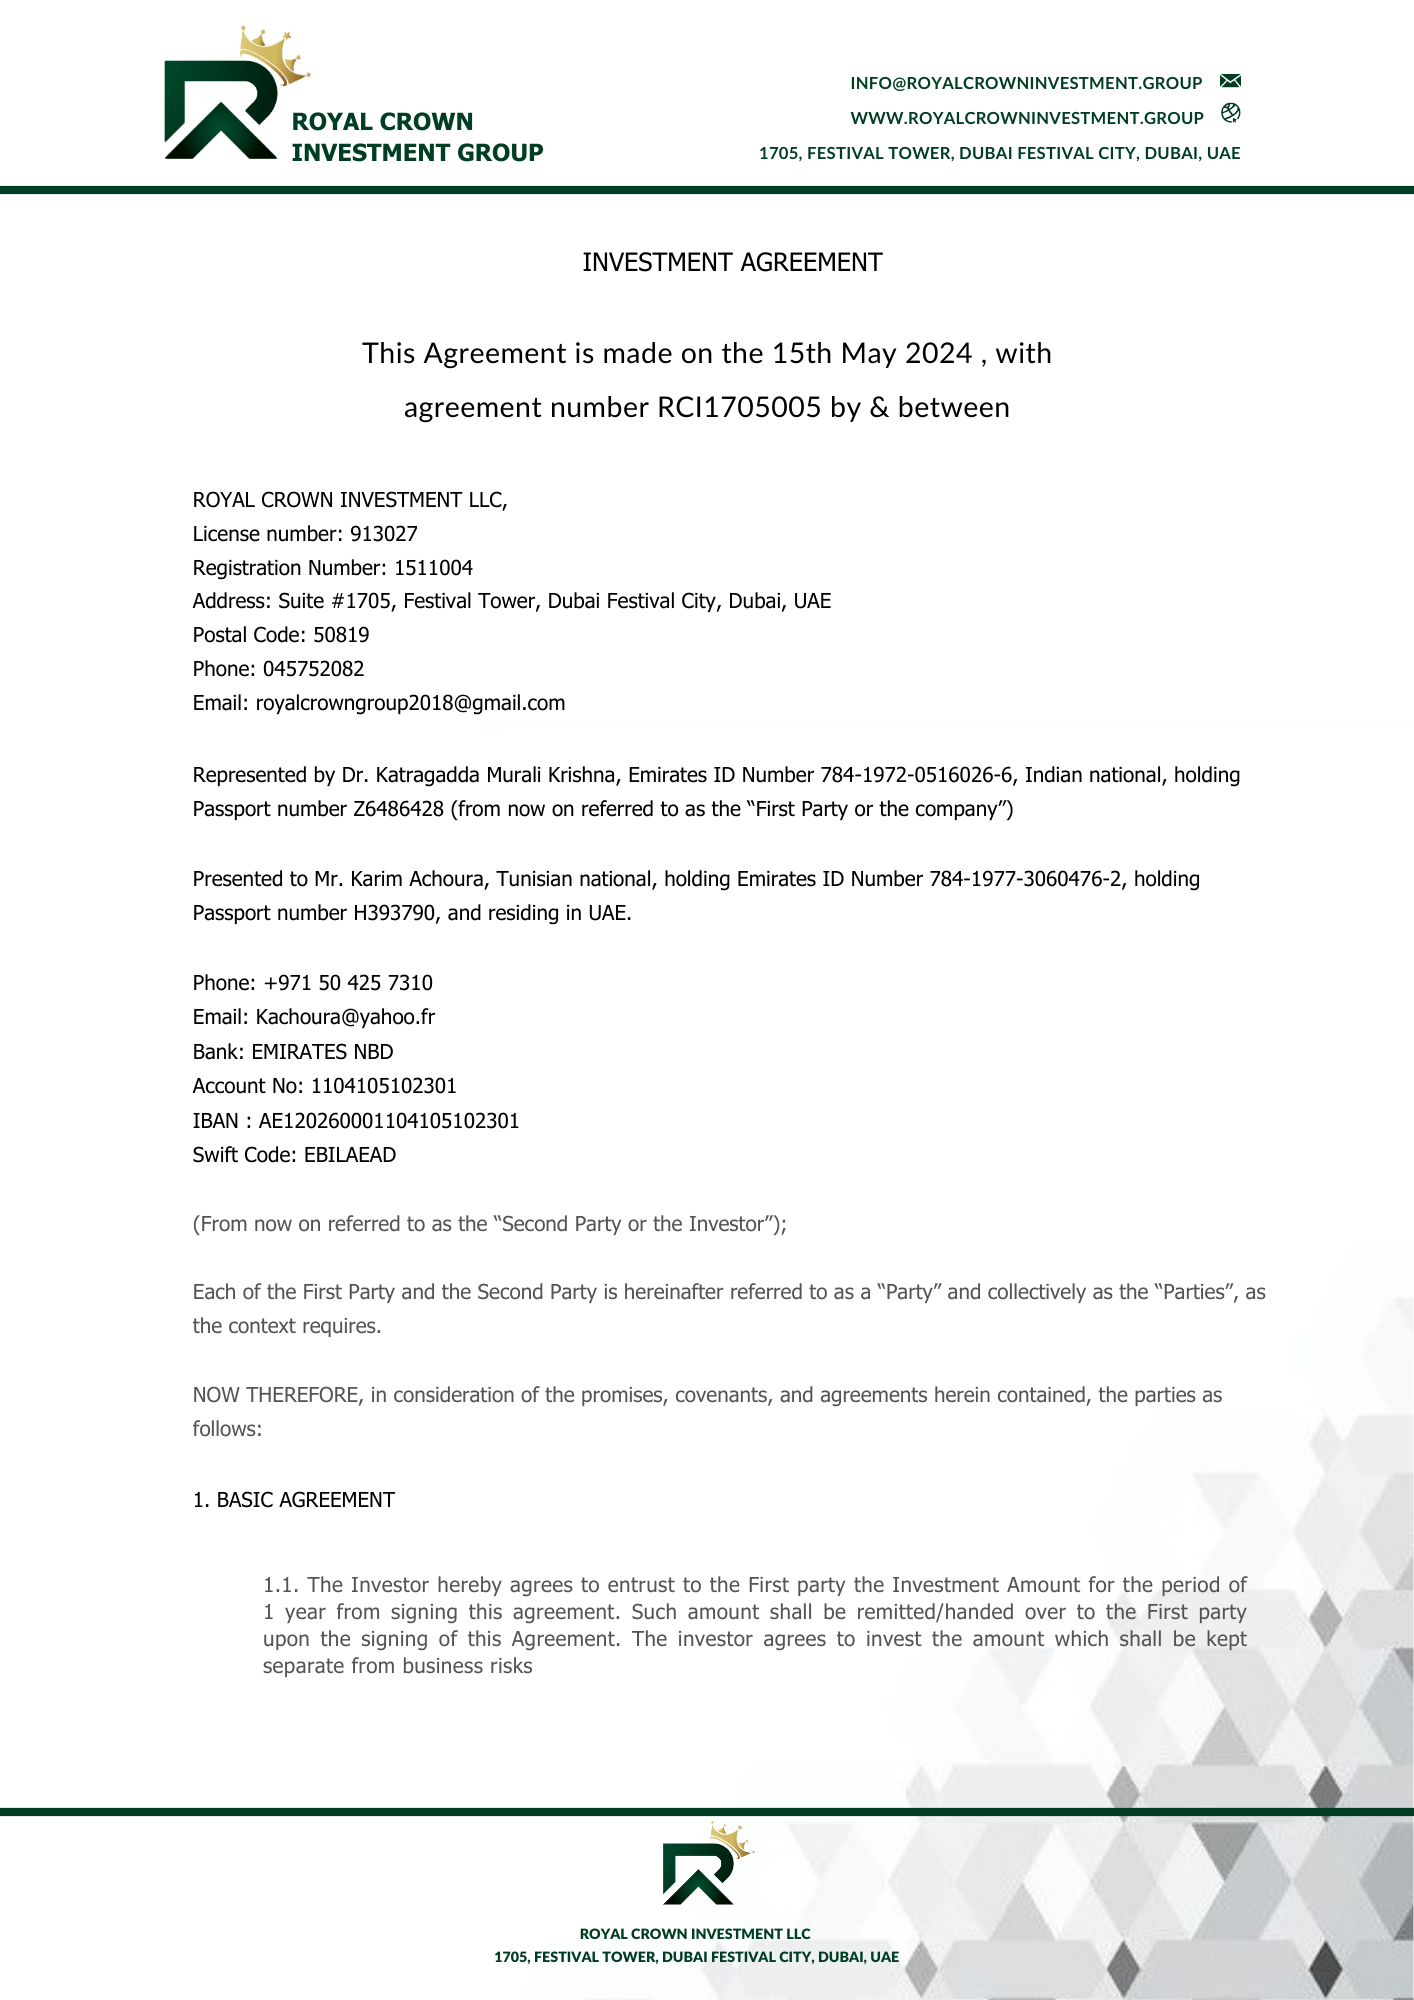 ROYAL CROWN
INVESTMENT GROUP
INFO@ROYALCROWNINVESTMENT.GROUP
WWW.ROYALCROWNINVESTMENT.GROUP
1705, FESTIVAL TOWER, DUBAI FESTIVAL CITY, DUBAI, UAE
INVESTMENT AGREEMENT
This Agreement is made on the 15th May 2024 , with
agreement number RCI1705005 by & between
ROYAL CROWN INVESTMENT LLC,
License number: 913027
Registration Number: 1511004
Address: Suite #1705, Festival Tower, Dubai Festival City, Dubai, UAE
Postal Code: 50819
Phone: 045752082
Email: royalcrowngroup2018@gmail.com
Represented by Dr. Katragadda Murali Krishna, Emirates ID Number 784-1972-0516026-6, Indian national, holding
Passport number Z6486428 (from now on referred to as the “First Party or the company”)
Presented to Mr. Karim Achoura, Tunisian national, holding Emirates ID Number 784-1977-3060476-2, holding
Passport number H393790, and residing in UAE.
Phone: +971 50 425 7310
Email: Kachoura@yahoo.fr
Bank: EMIRATES NBD
Account No: 1104105102301
IBAN : AE120260001104105102301
Swift Code: EBILAEAD
(From now on referred to as the “Second Party or the Investor”);
Each of the First Party and the Second Party is hereinafter referred to as a “Party” and collectively as the “Parties”, as
the context requires.
NOW THEREFORE, in consideration of the promises, covenants, and agreements herein contained, the parties as
follows:
1. BASIC AGREEMENT
1.1. The Investor hereby agrees to entrust to the First party the Investment Amount for the period of
1 year from signing this agreement. Such amount shall be remitted/handed over to the First party
upon the signing of this Agreement. The investor agrees to invest the amount which shall be kept
separate from business risks
ROYAL CROWN INVESTMENT LLC
1705, FESTIVAL TOWER, DUBAI FESTIVAL CITY, DUBAI, UAE